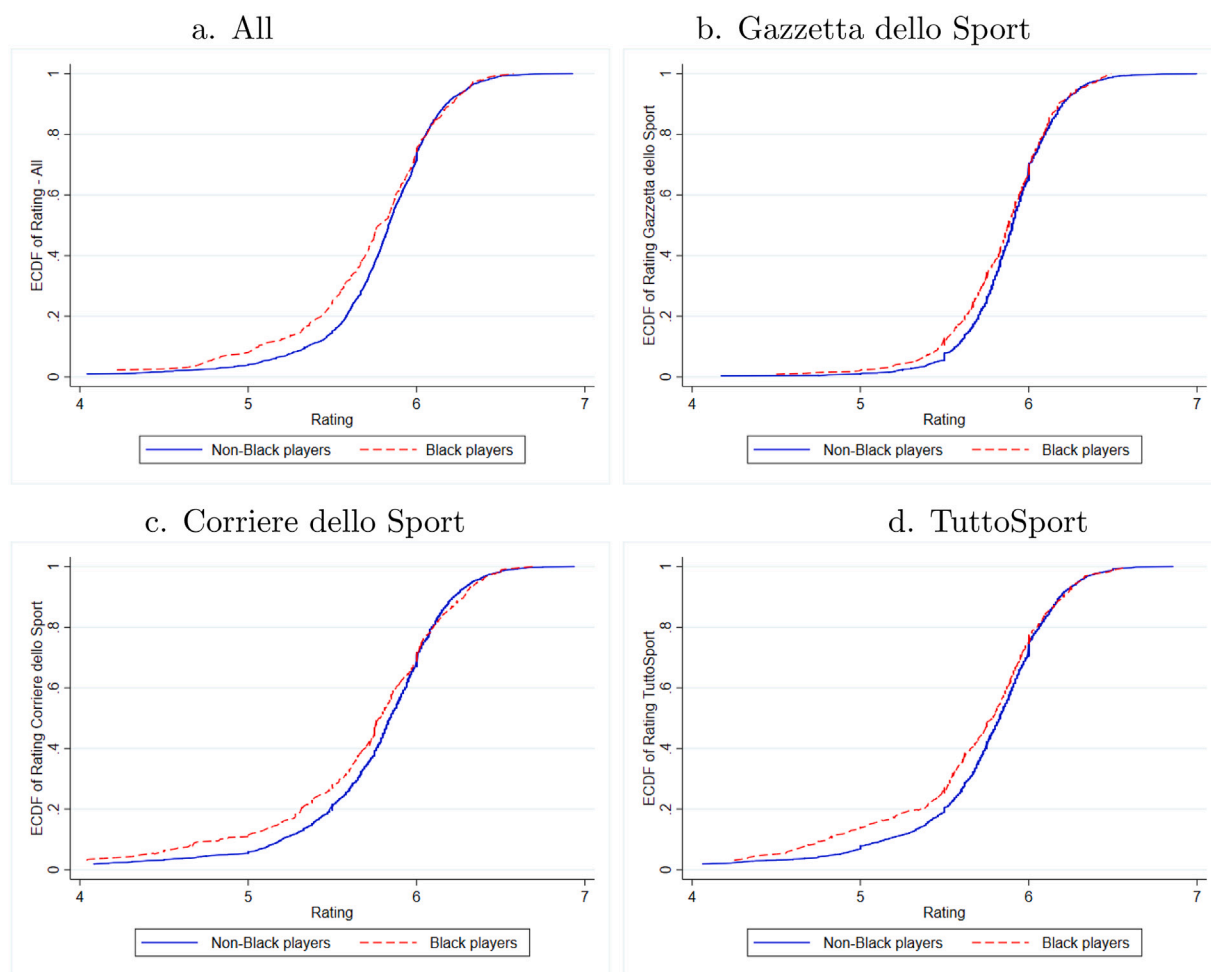 a. All
b. Gazzetta dello Sport
ECDF of Rating - All
0 .2 .4 .6 .8 1
4 5 6 7
Rating
Non-Black players Black players
ECDF of Rating Gazzetta dello Sport
0 .2 .4 .6 .8 1
4 5 6 7
Rating
Non-Black players Black players
c. Corriere dello Sport
d. TuttoSport
ECDF of Rating Corriere dello Sport
0 .2 .4 .6 .8 1
4 5 6 7
Rating
Non-Black players Black players
ECDF of Rating TuttoSport
0 .2 .4 .6 .8 1
4 5 6 7
Rating
Non-Black players Black players